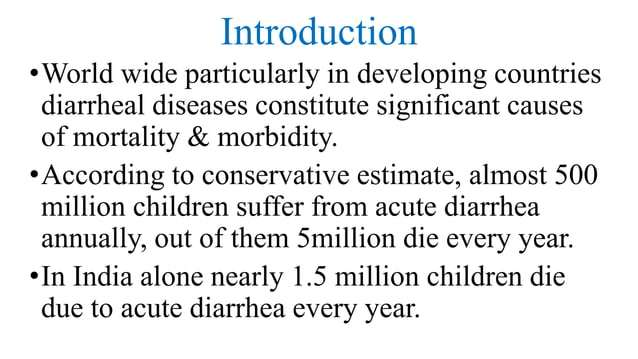 Introduction
•World wide particularly in developing countries
diarrheal diseases constitute significant causes
of mortality & morbidity.
•According to conservative estimate, almost 500
million children suffer from acute diarrhea
annually, out of them 5million die every year.
•In India alone nearly 1.5 million children die
due to acute diarrhea every year.